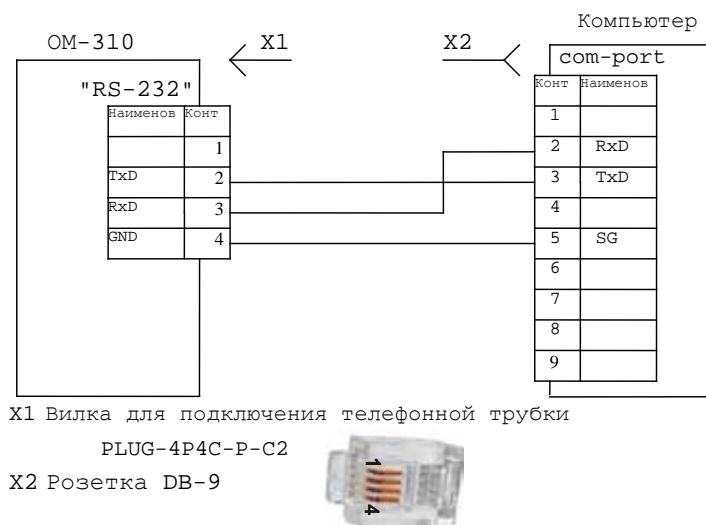 Компьютер
ОМ-310 X1 X2 com-port
"RS-232"
Наименов Конт Конт Наименов
1
1 2 RxD
TxD 2 3 TxD
RxD 3 4
GND 4 5 SG
6
7
8
9
X1 Вилка для подключения телефонной трубки
PLUG-4P4C-P-C2
X2 Розетка DB-9
1
4